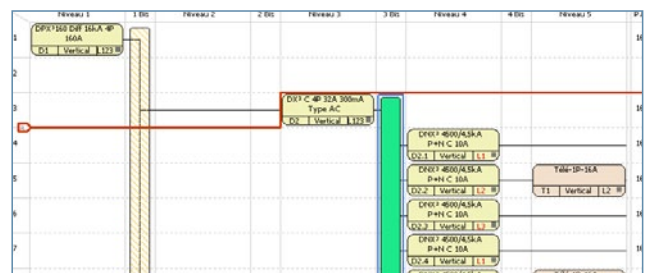 Niveau 1 1 Bis Niveau 2 2 Bis Niveau 3 3 Bis Niveau 4 4 Bis Niveau 5
1
DPX³160 Diff 16kA 4P
160A
D1 Vertical L123
2
3
DX³ C 4P 32A 300mA
Type AC
D2 Vertical L123
4
DNX³ 4500/4,5kA
P+N C 10A
D2.1 Vertical L1
5
DNX³ 4500/4,5kA
P+N C 10A
D2.2 Vertical L2
Télé-1P-16A
T1 Vertical L2
6
DNX³ 4500/4,5kA
P+N C 10A
D2.3 Vertical L3
7
DNX³ 4500/4,5kA
P+N C 10A
D2.4 Vertical L1